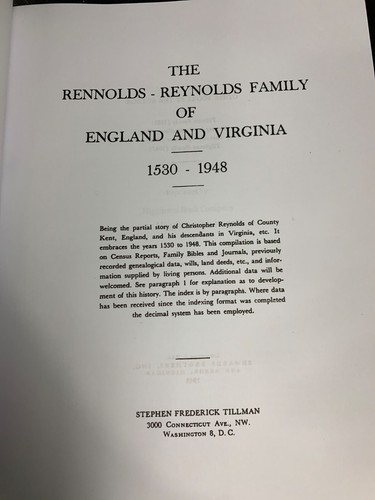 THE
RENNOLDS - REYNOLDS FAMILY
OF
ENGLAND AND VIRGINIA
1530 - 1948
Being the partial story of Christopher Reynolds of County
Kent, England, and his descendants in Virginia, etc. It
embraces the years 1530 to 1948. This compilation is based
on Census Reports, Family Bibles and Journals, previously
recorded genealogical data, wills, land deeds, etc., and infor-
mation supplied by living persons. Additional data will be
welcomed. See paragraph 1 for explanation as to develop-
ment of this history. The index is by paragraphs. Where data
has been received since the indexing format was completed
the decimal system has been employed.
STEPHEN FREDERICK TILLMAN
3000 CONNECTICUT AVE., NW.
WASHINGTON 8, D. C.